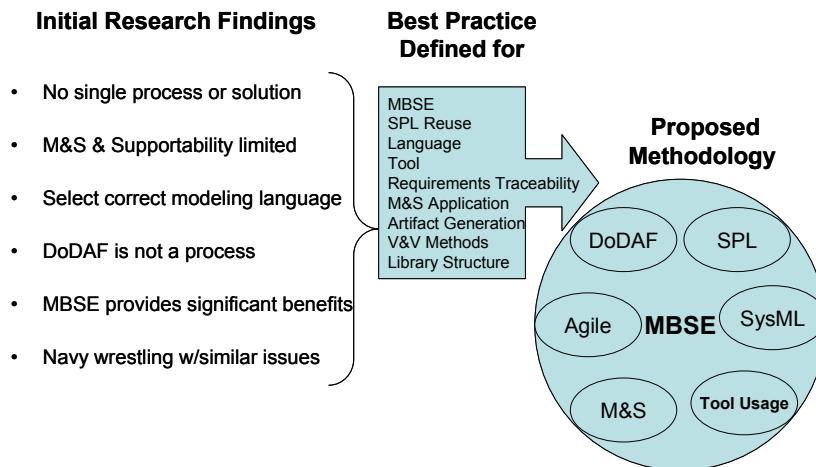 Initial Research Findings
• No single process or solution
• M&S & Supportability limited
• Select correct modeling language
• DoDAF is not a process
• MBSE provides significant benefits
• Navy wrestling w/similar issues
Best Practice
Defined for
MBSE
SPL Reuse
Language
Tool
Requirements Traceability
M&S Application
Artifact Generation
V&V Methods
Library Structure
Proposed
Methodology
DoDAF
SPL
Agile
MBSE
SysML
M&S
Tool Usage